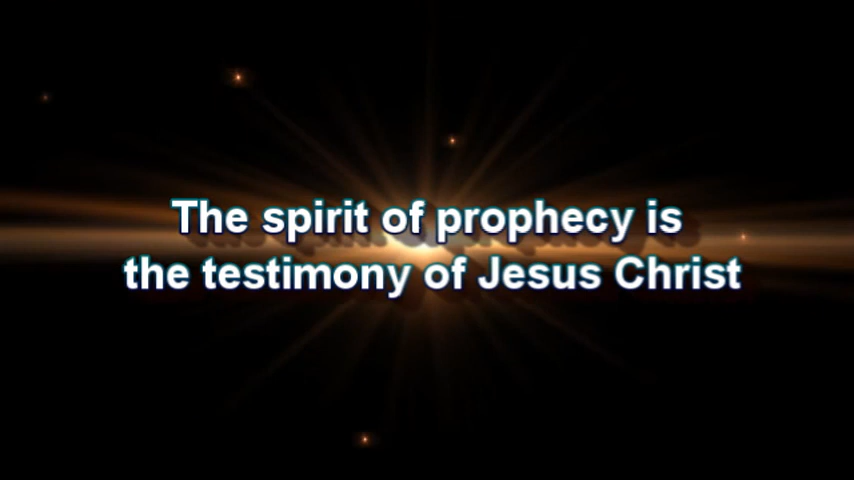 The spirit of prophecy is
the testimony of Jesus Christ